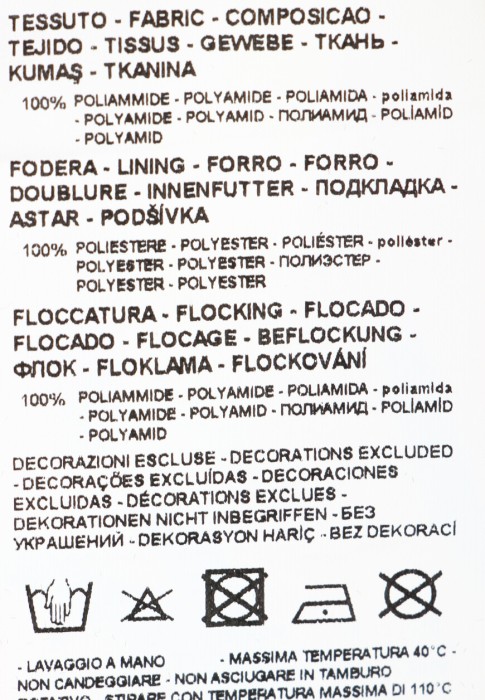 TESSUTO - FABRIC - COMPOSICAO -
TEJIDO - TISSUS - GEWEBE - ТКАНЬ -
KUMAŞ - TKANINA
100% POLIAMMIDE - POLYAMIDE - POLIAMIDA - poliamida
- POLYAMIDE - POLYAMID - ПОЛИАМИД - POLİAMİD
- POLYAMID
FODERA - LINING - FORRO - FORRO -
DOUBLURE - INNENFUTTER - ПОДКЛАДКА -
ASTAR - PODŠÍVKA
100% POLIESTERE - POLYESTER - POLIÉSTER - poliéster -
POLYESTER - POLYESTER - ПОЛИЭСТЕР -
POLYESTER - POLYESTER
FLOCCATURA - FLOCKING - FLOCADO -
FLOCADO - FLOCAGE - BEFLOCKUNG -
ФЛОК - FLOKLAMA - FLOCKOVÁNÍ
100% POLIAMMIDE - POLYAMIDE - POLIAMIDA - poliamida
- POLYAMIDE - POLYAMID - ПОЛИАМИД - POLİAMİD
- POLYAMID
DECORAZIONI ESCLUSE - DECORATIONS EXCLUDED
- DECORAÇÕES EXCLUÍDAS - DECORACIONES
EXCLUIDAS - DÉCORATIONS EXCLUES -
DEKORATIONEN NICHT INBEGRIFFEN - БЕЗ
УКРАШЕНИЙ - DEKORASYON HARİÇ - BEZ DEKORACÍ
- LAVAGGIO A MANO - MASSIMA TEMPERATURA 40°C -
NON CANDEGGIARE - NON ASCIUGARE IN TAMBURO
ROTATIVO - STIRARE CON TEMPERATURA MASSIMA DI 110°C